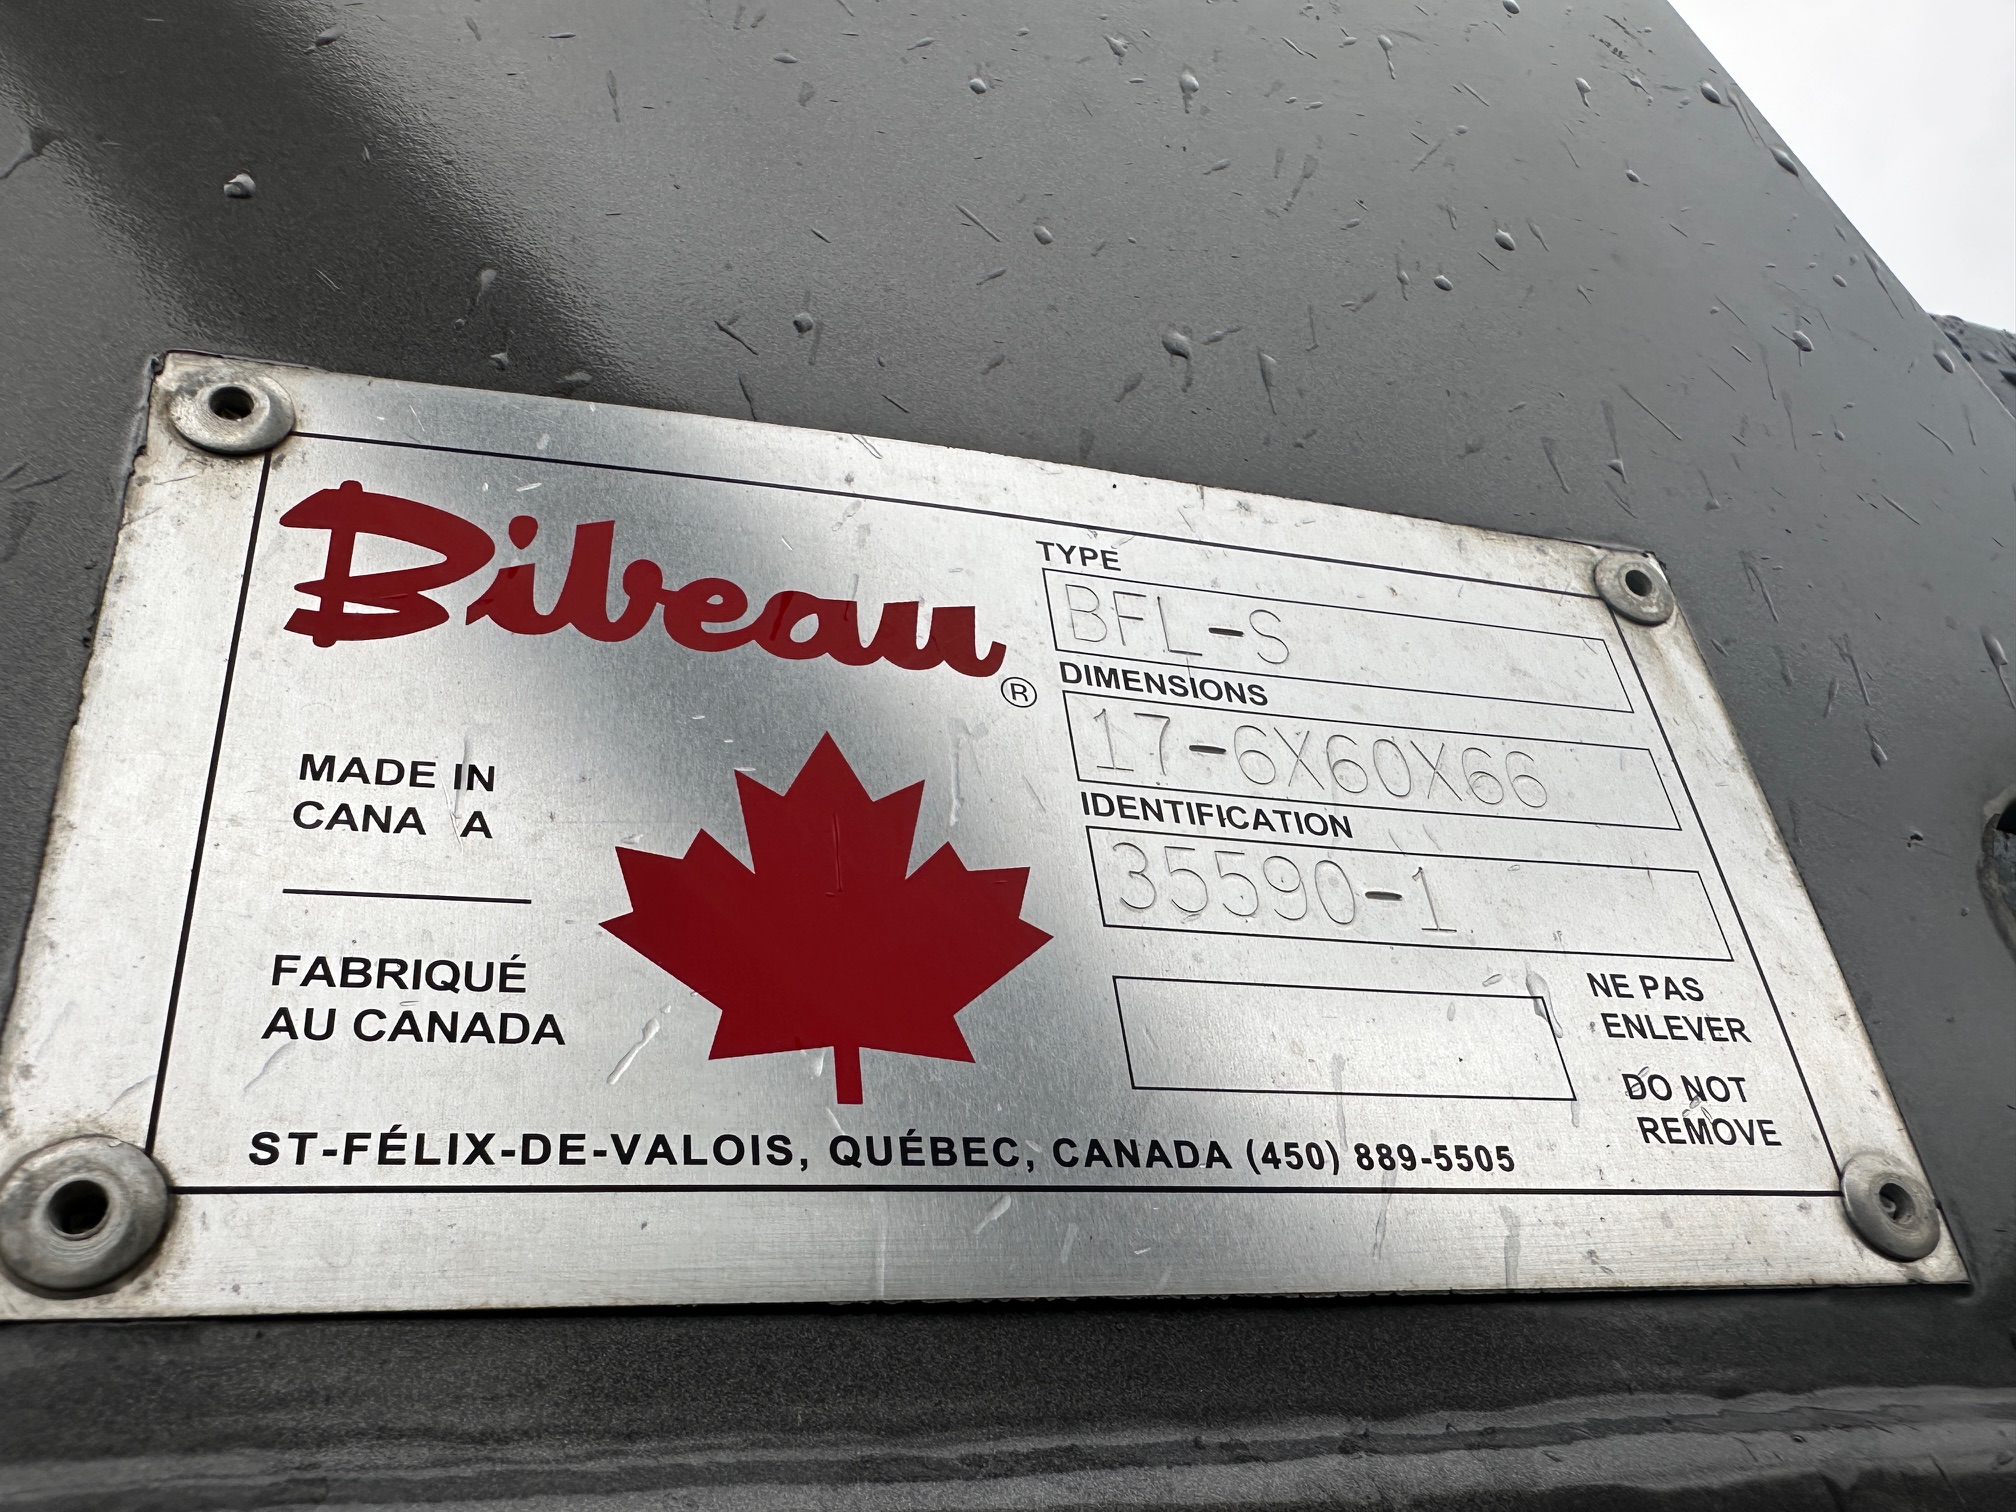 Bibeau
®
TYPE
BFL-S
DIMENSIONS
17-6X60X66
IDENTIFICATION
35590-1
MADE IN
CANA A
FABRIQUÉ
AU CANADA
NE PAS
ENLEVER
DO NOT
REMOVE
ST-FÉLIX-DE-VALOIS, QUÉBEC, CANADA (450) 889-5505